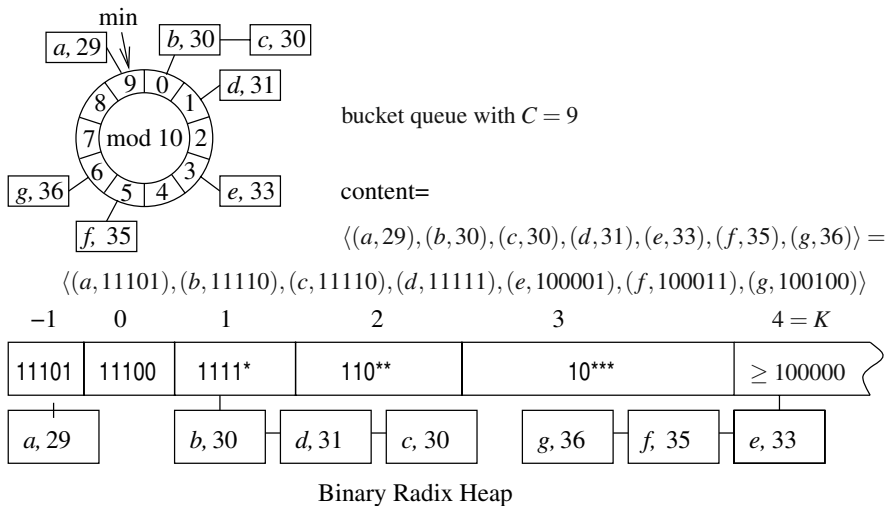 min
a, 29
b, 30
c, 30
9
0
8
1
d, 31
7
mod 10
2
bucket queue with C = 9
6
3
5
4
g, 36
e, 33
content=
f, 35
⟨(a,29),(b,30),(c,30),(d,31),(e,33),(f,35),(g,36)⟩ =
⟨(a,11101),(b,11110),(c,11110),(d,11111),(e,100001),(f,100011),(g,100100)⟩
−1 0 1 2 3 4 = K
11101 11100 1111* 110** 10*** ≥ 100000
a, 29 b, 30 d, 31 c, 30 g, 36 f, 35 e, 33
Binary Radix Heap